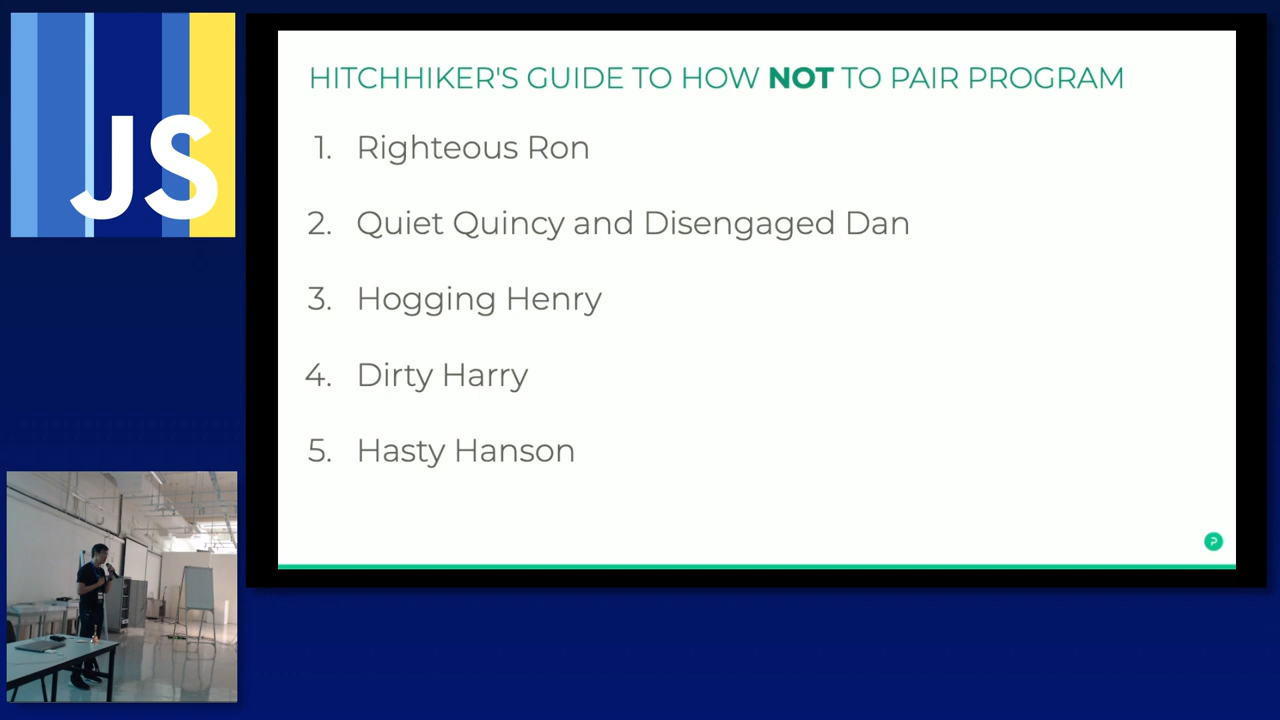 JS
HITCHHIKER'S GUIDE TO HOW NOT TO PAIR PROGRAM
1. Righteous Ron
2. Quiet Quincy and Disengaged Dan
3. Hogging Henry
4. Dirty Harry
5. Hasty Hanson